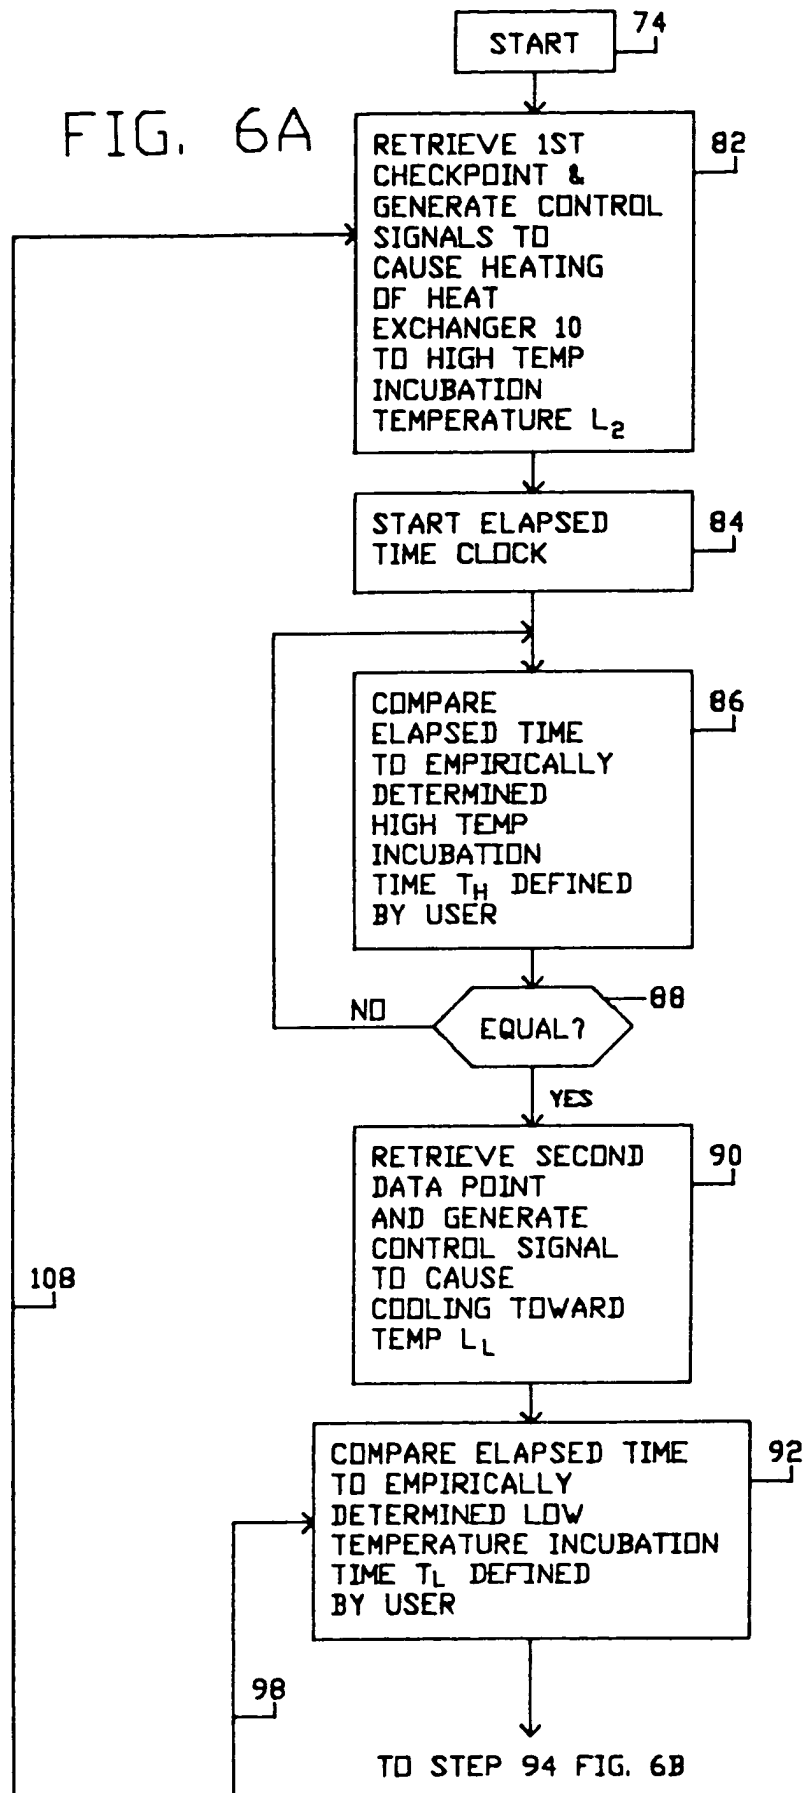 START
74
FIG. 6A
RETRIEVE 1ST
CHECKPOINT &
GENERATE CONTROL
SIGNALS TO
CAUSE HEATING
OF HEAT
EXCHANGER 10
TO HIGH TEMP
INCUBATION
TEMPERATURE L₂
82
START ELAPSED
TIME CLOCK
84
COMPARE
ELAPSED TIME
TO EMPIRICALLY
DETERMINED
HIGH TEMP
INCUBATION
TIME T_H DEFINED
BY USER
86
EQUAL?
88
NO
YES
RETRIEVE SECOND
DATA POINT
AND GENERATE
CONTROL SIGNAL
TO CAUSE
COOLING TOWARD
TEMP L_L
90
108
COMPARE ELAPSED TIME
TO EMPIRICALLY
DETERMINED LOW
TEMPERATURE INCUBATION
TIME T_L DEFINED
BY USER
92
98
TO STEP 94 FIG. 6B